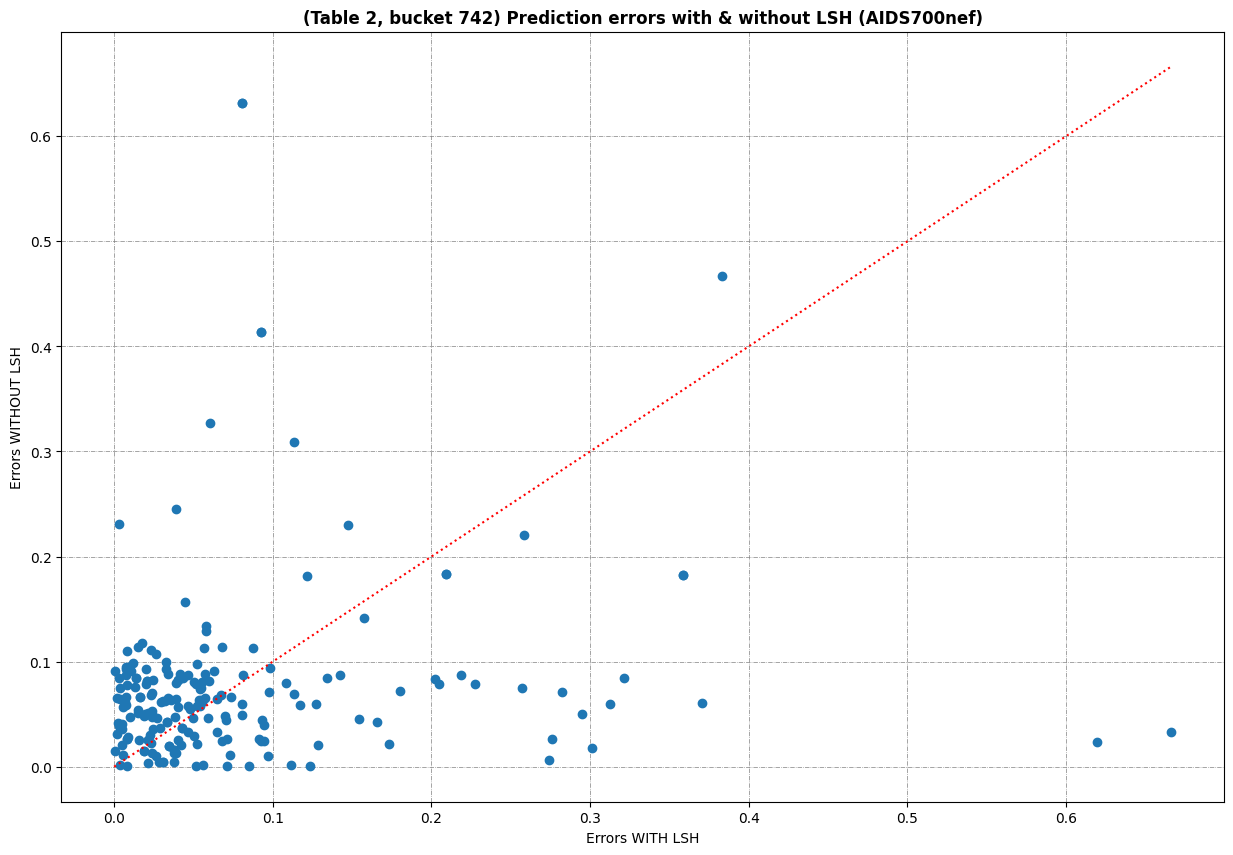 (Table 2, bucket 742) Prediction errors with & without LSH (AIDS700nef)
Errors WITHOUT LSH
0.6
0.5
0.4
0.3
0.2
0.1
0.0
0.0 0.1 0.2 0.3 0.4 0.5 0.6
Errors WITH LSH